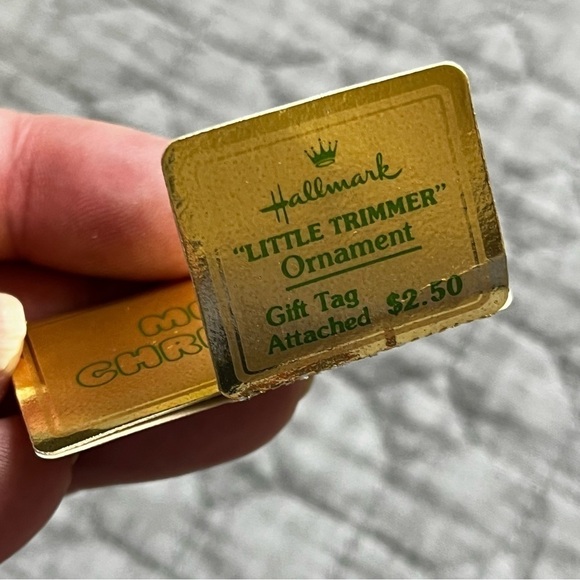 Hallmark
"LITTLE TRIMMER"
Ornament
Gift Tag
Attached $2.50